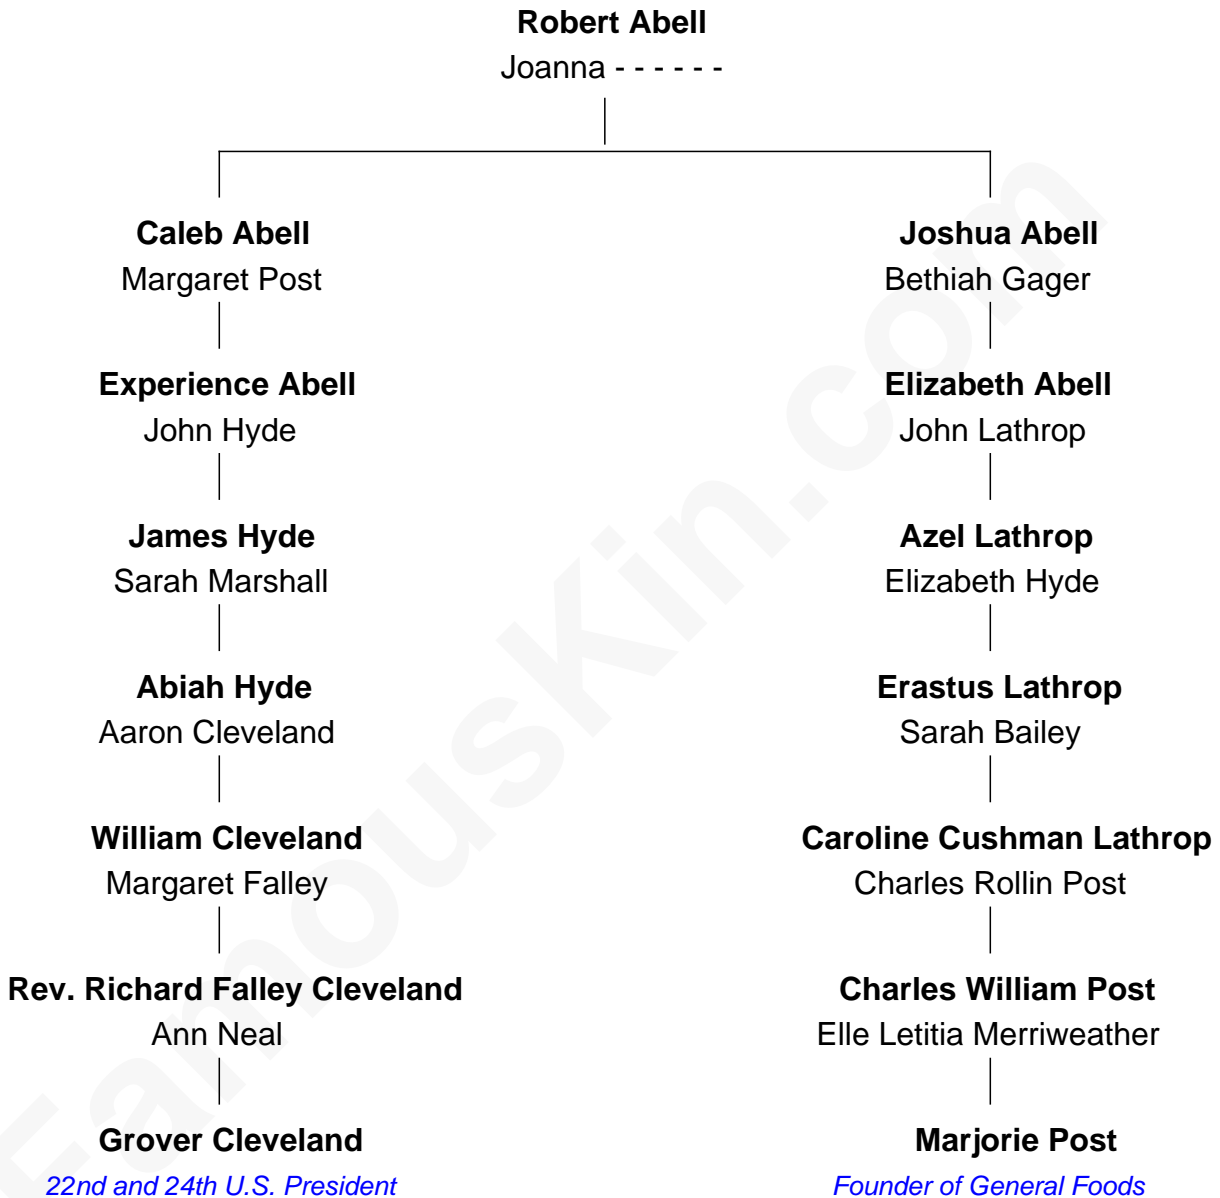 Robert Abell
Joanna - - - - - -
Caleb Abell
Margaret Post
Joshua Abell
Bethiah Gager
Experience Abell
John Hyde
Elizabeth Abell
John Lathrop
James Hyde
Sarah Marshall
Azel Lathrop
Elizabeth Hyde
Abiah Hyde
Aaron Cleveland
Erastus Lathrop
Sarah Bailey
William Cleveland
Margaret Falley
Caroline Cushman Lathrop
Charles Rollin Post
Rev. Richard Falley Cleveland
Ann Neal
Charles William Post
Elle Letitia Merriweather
Grover Cleveland
22nd and 24th U.S. President
Marjorie Post
Founder of General Foods
FamousKin.com